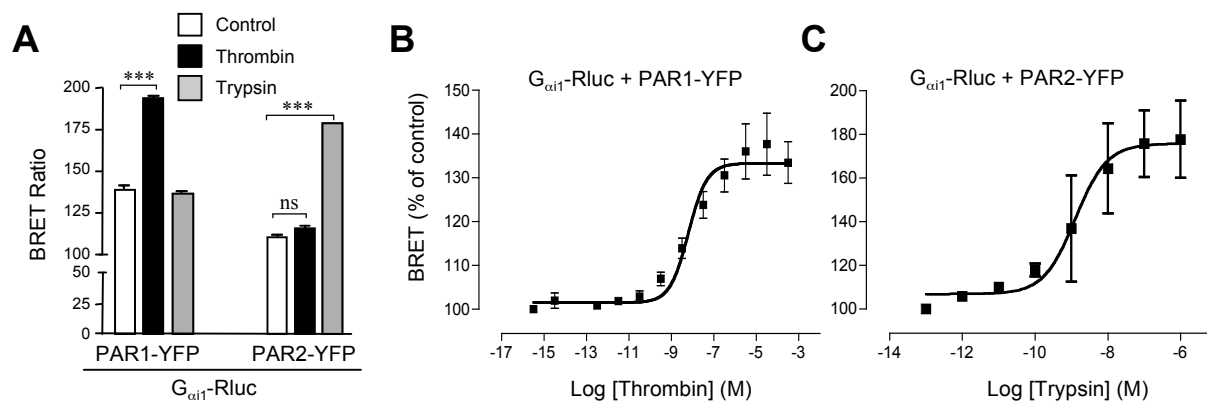 A
Control
Thrombin
Trypsin
***
***
ns
200
175
150
125
100
50
25
0
BRET Ratio
PAR1-YFP PAR2-YFP
Gαi1-Rluc
B
Gαi1-Rluc + PAR1-YFP
150
140
130
120
110
100
BRET (% of control)
-17 -15 -13 -11 -9 -7 -5 -3
Log [Thrombin] (M)
C
Gαi1-Rluc + PAR2-YFP
200
180
160
140
120
100
-14 -12 -10 -8 -6
Log [Trypsin] (M)